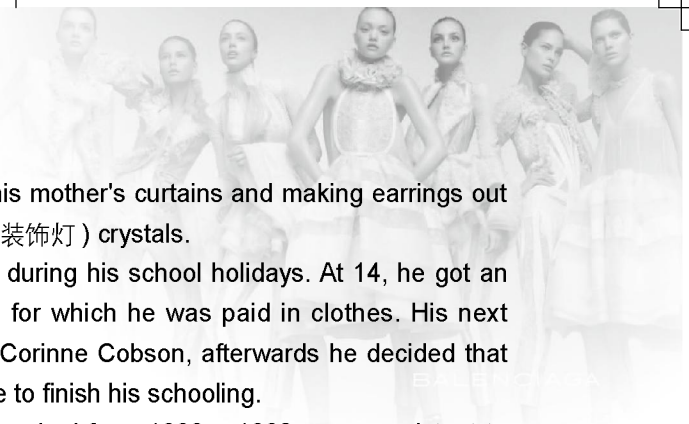 his mother's curtains and making earrings out
装饰灯 ) crystals.
during his school holidays. At 14, he got an
for which he was paid in clothes. His next
Corinne Cobson, afterwards he decided that
to finish his schooling.
BALENCIAGA